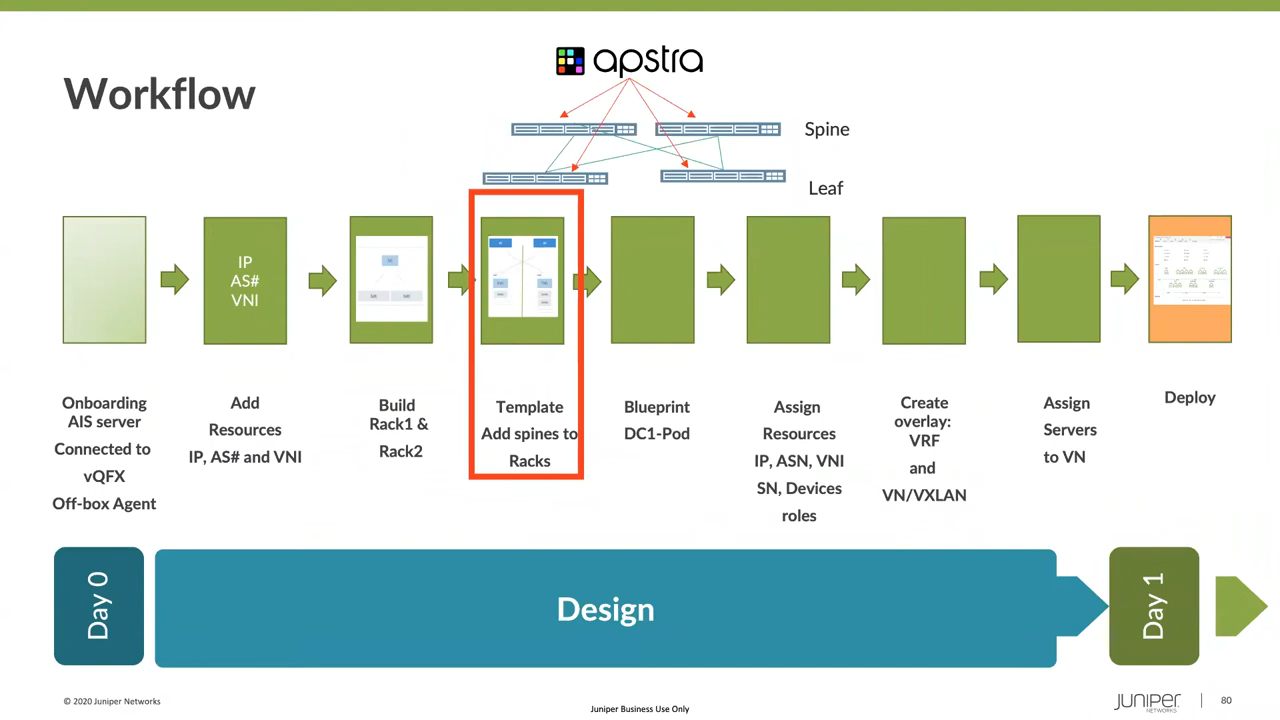 apstra
Workflow
Spine
Leaf
IP
AS#
VNI
Onboarding
AIS server
Connected to
vQFX
Off-box Agent
Add
Resources
IP, AS# and VNI
Build
Rack1 &
Rack2
Template
Add spines to
Racks
Blueprint
DC1-Pod
Assign
Resources
IP, ASN, VNI
SN, Devices
roles
Create
overlay:
VRF
and
VN/VXLAN
Assign
Servers
to VN
Deploy
Day 0
Design
Day 1
© 2020 Juniper Networks
Juniper Business Use Only
JUNIPER
NETWORKS
80